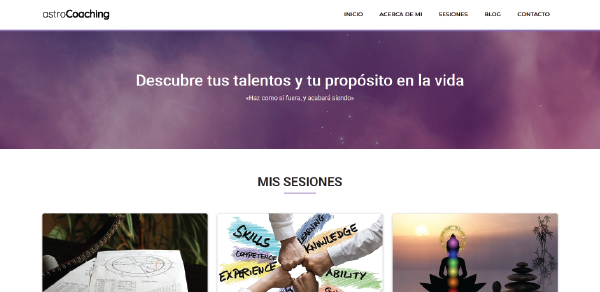 astroCoaching
INICIO ACERCA DE MI SESIONES BLOG CONTACTO
Descubre tus talentos y tu propósito en la vida
«Haz como si fuera, y acabará siendo»
MIS SESIONES
SKILLS
LEARNING
KNOWLEDGE
COMPETENCE
EXPERIENCE
ABILITY